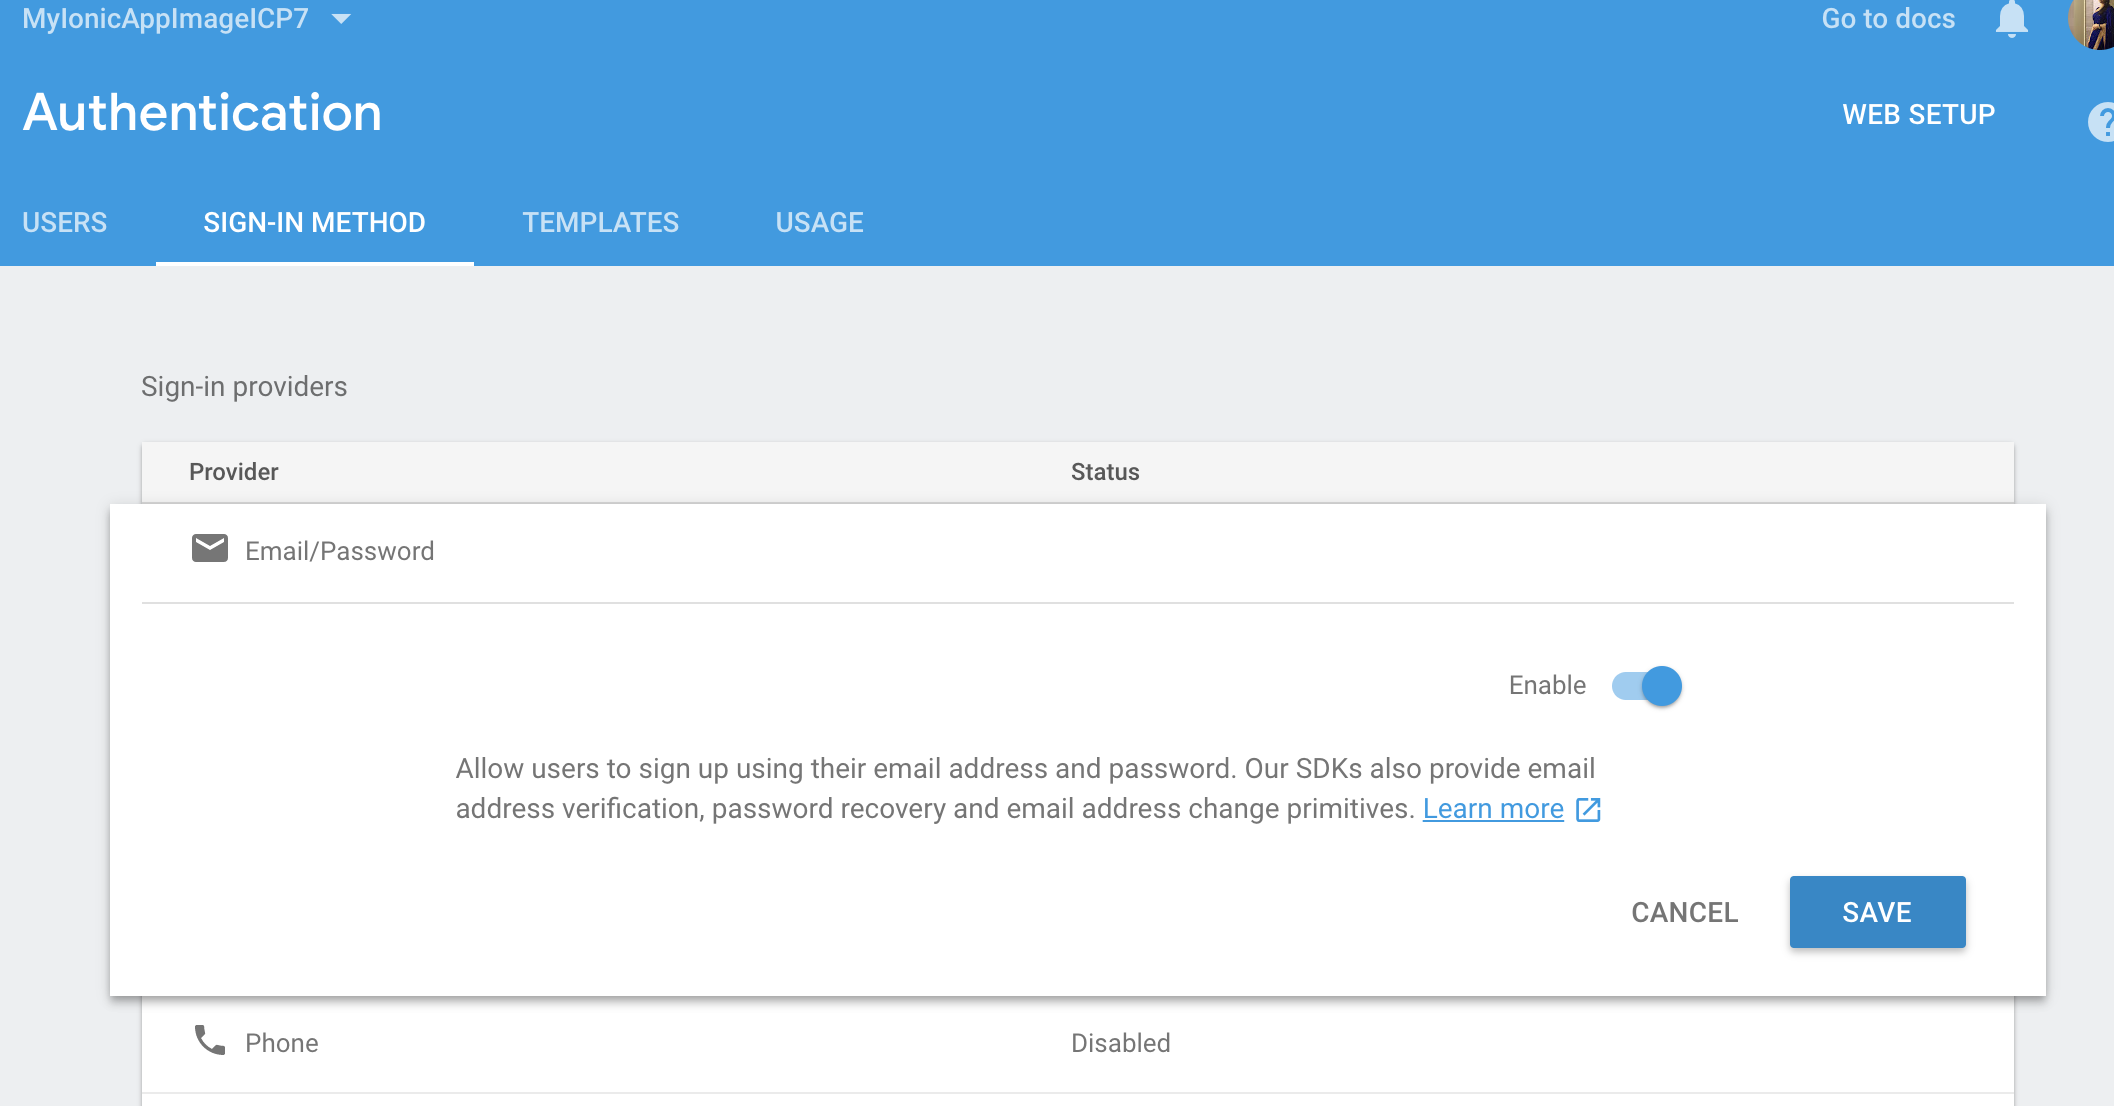 MyIonicAppImageICP7
Go to docs
Authentication
WEB SETUP
?
USERS SIGN-IN METHOD TEMPLATES USAGE
Sign-in providers
Provider Status
Email/Password
Enable
Allow users to sign up using their email address and password. Our SDKs also provide email
address verification, password recovery and email address change primitives. Learn more
CANCEL SAVE
Phone Disabled